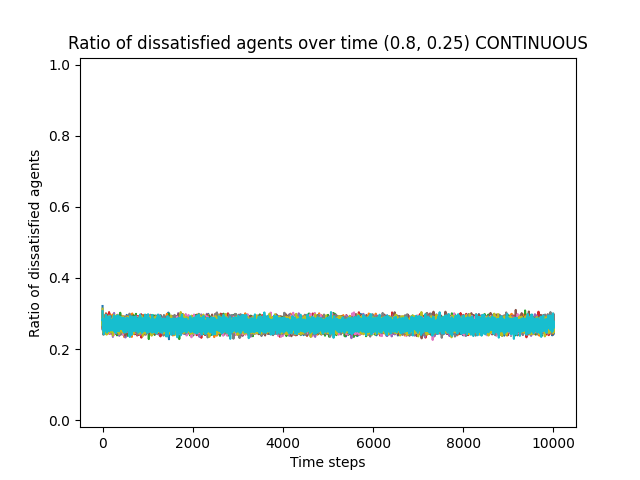 Ratio of dissatisfied agents over time (0.8, 0.25) CONTINUOUS
Ratio of dissatisfied agents
1.0
0.8
0.6
0.4
0.2
0.0
0 2000 4000 6000 8000 10000
Time steps